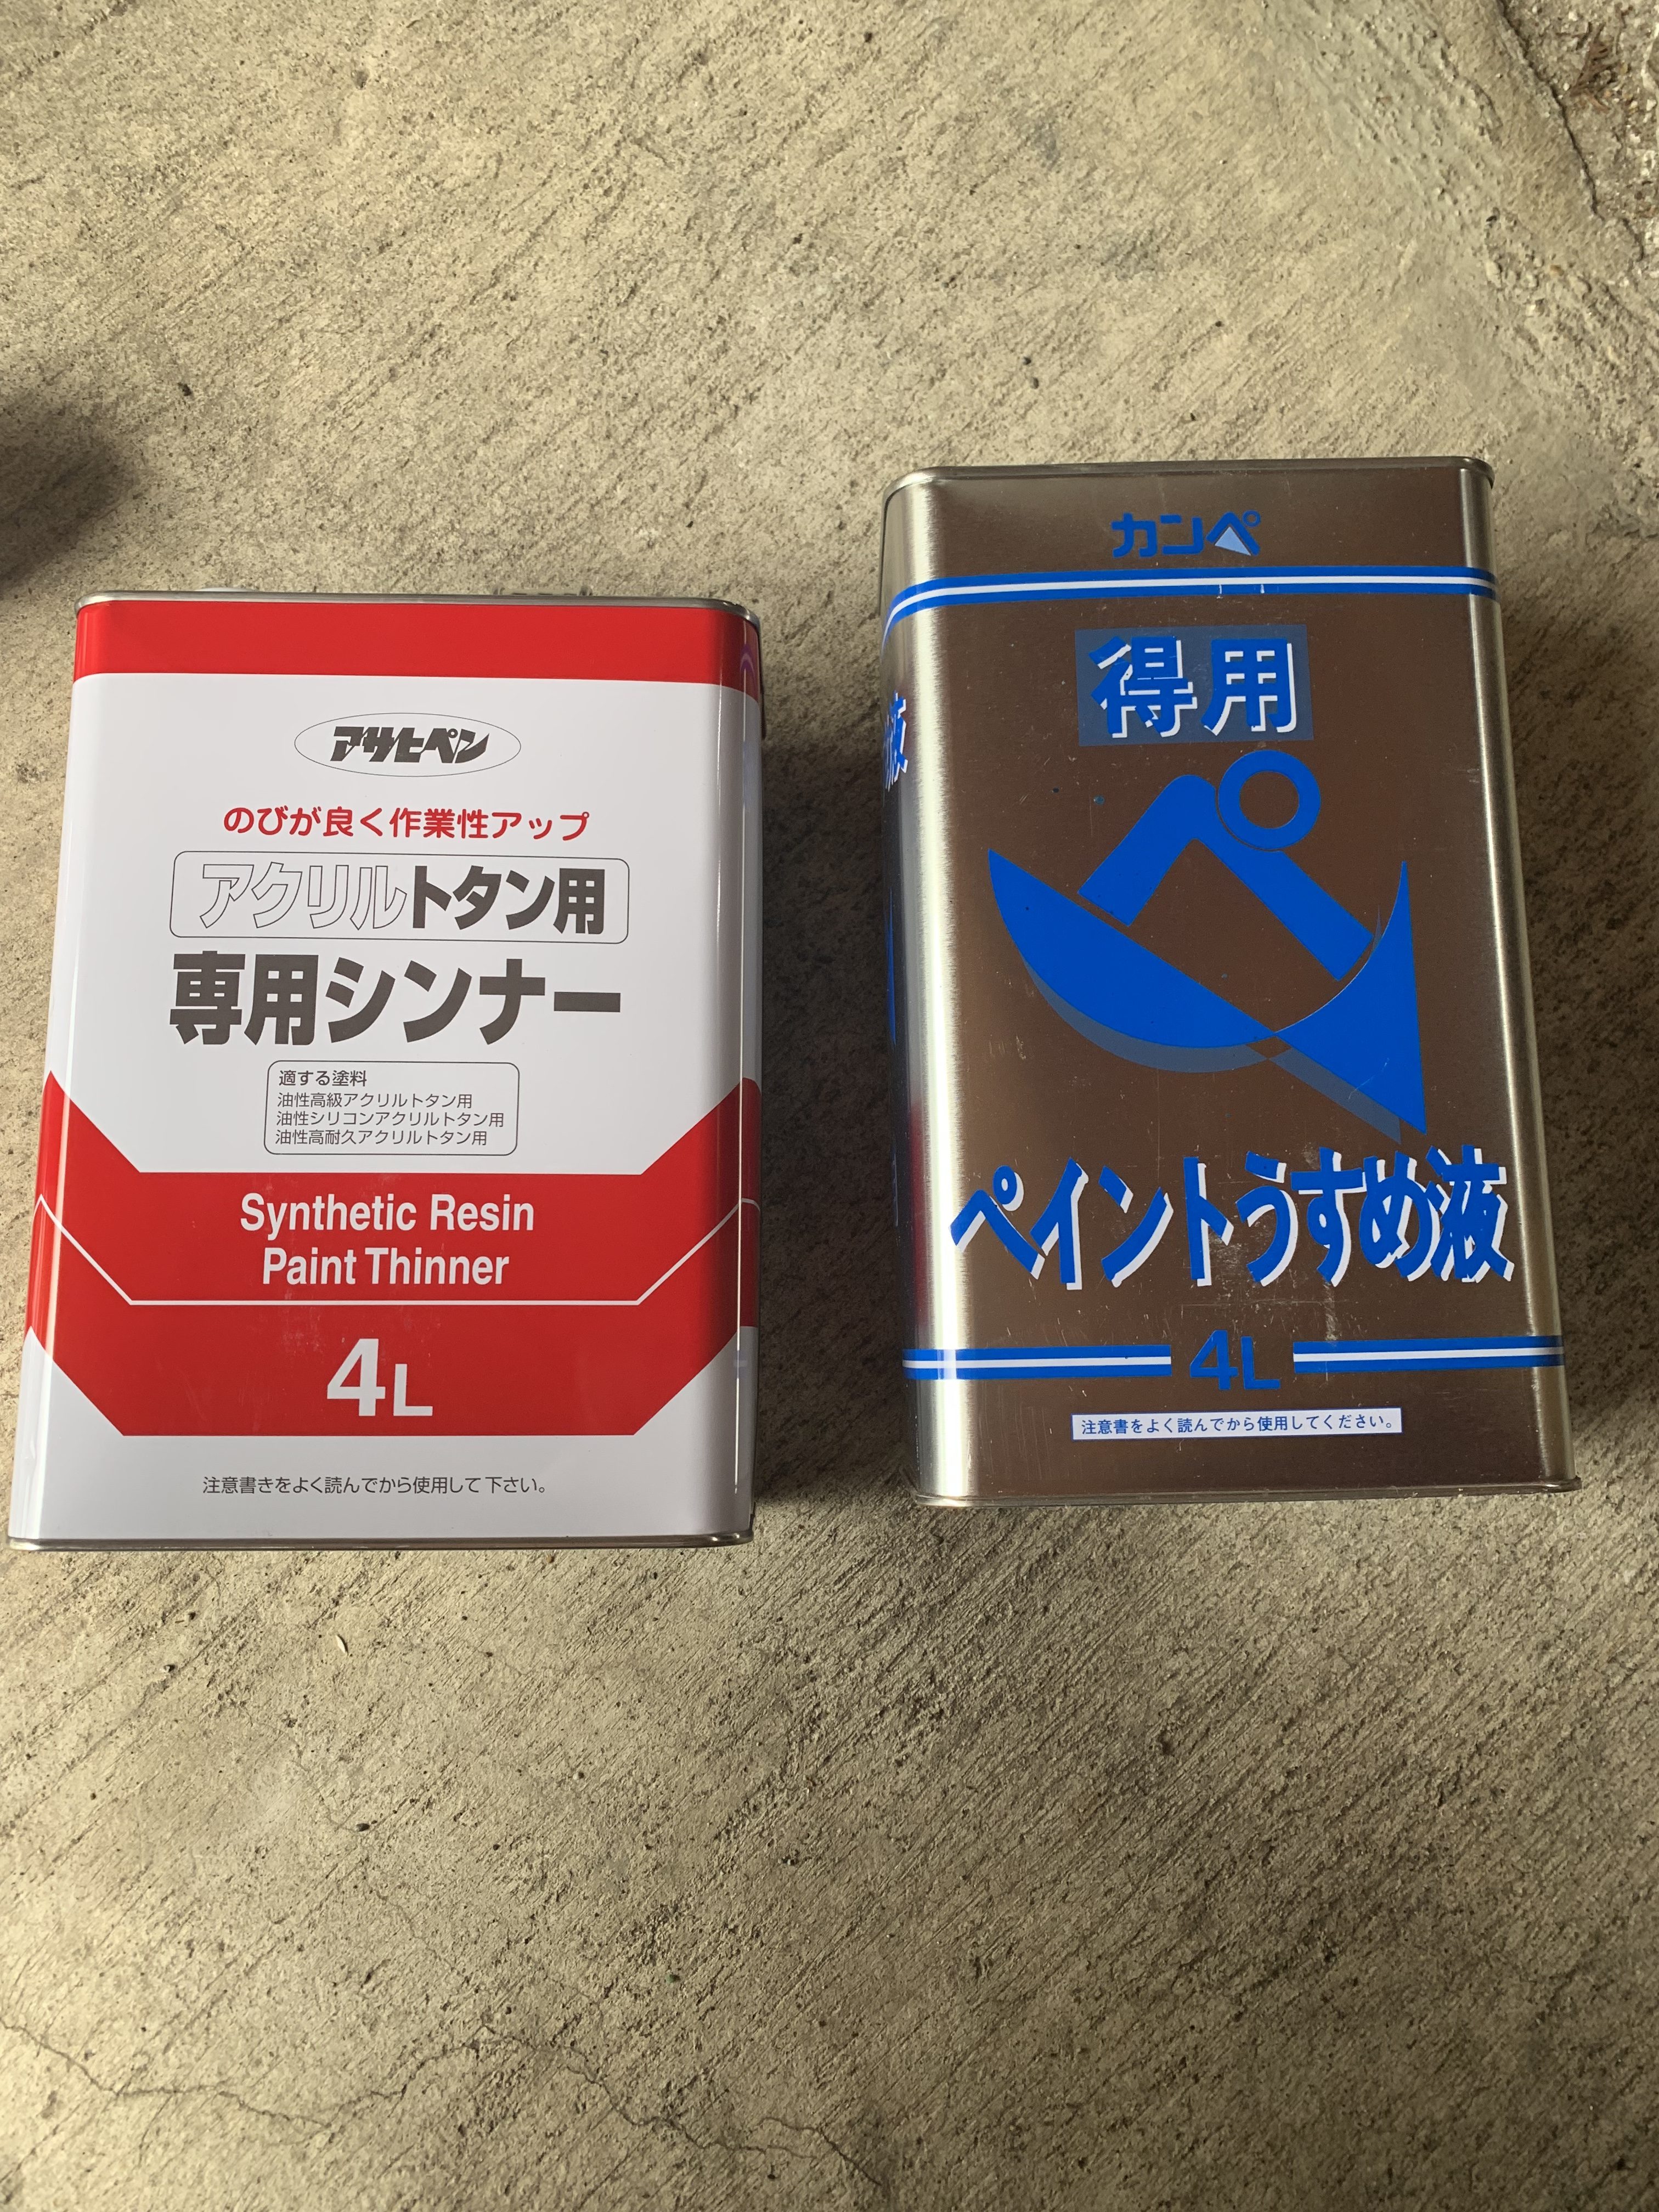 アサヒペン
のびが良く作業性アップ
アクリルトタン用
専用シンナー
適する塗料
油性高級アクリルトタン用
油性シリコンアクリルトタン用
油性高耐久アクリルトタン用
Synthetic Resin
Paint Thinner
4L
注意書きをよく読んでから使用して下さい。
カンペ
得用
ペ
ペイントうすめ液
4L
注意書をよく読んでから使用してください。
液